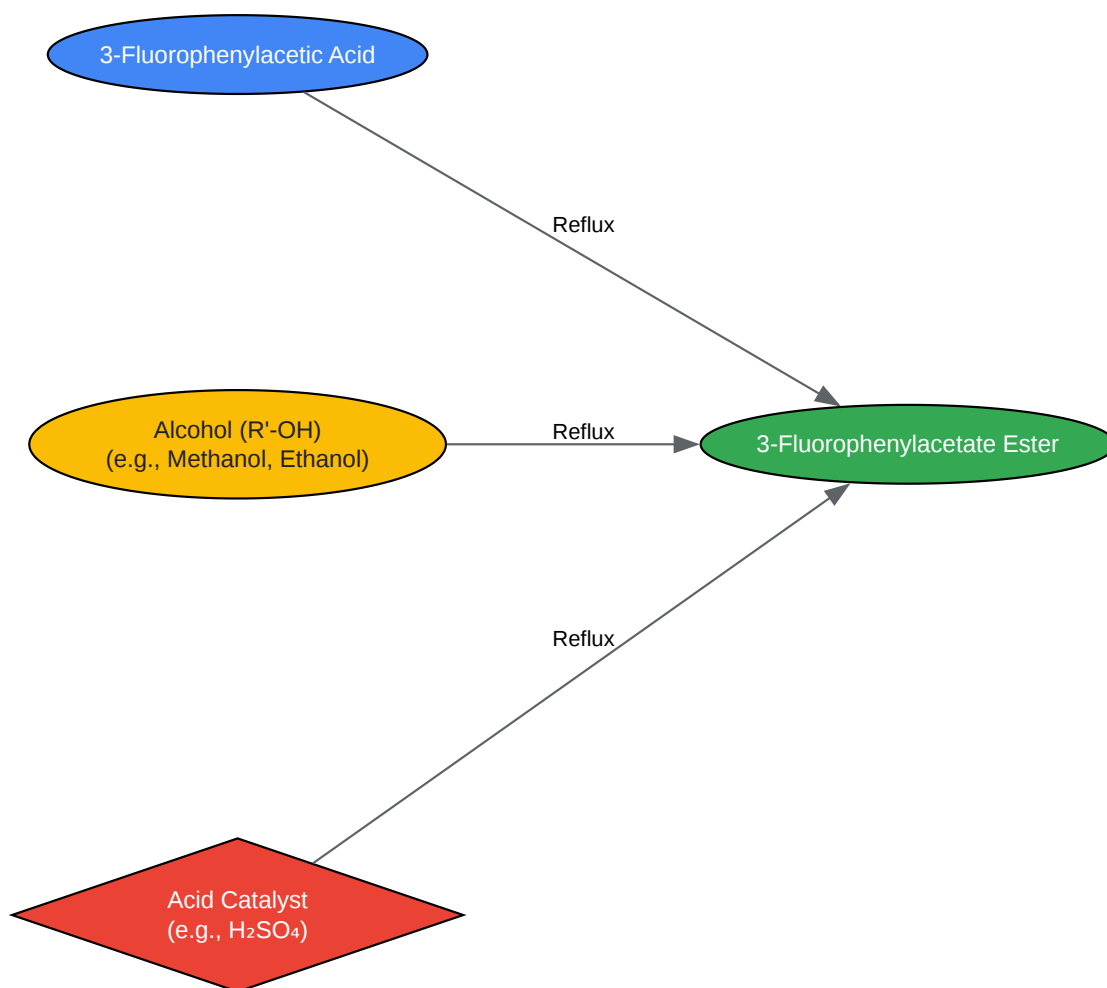 3-Fluorophenylacetic Acid
Reflux
Alcohol (R'-OH)
(e.g., Methanol, Ethanol)
Reflux
3-Fluorophenylacetate Ester
Reflux
Acid Catalyst
(e.g., H₂SO₄)